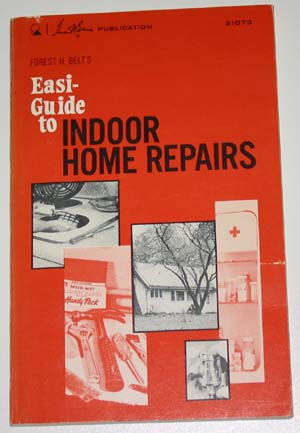 PUBLICATION
21073
FOREST H. BELT'S
Easi-
Guide
to
INDOOR
HOME REPAIRS
Handy Pack